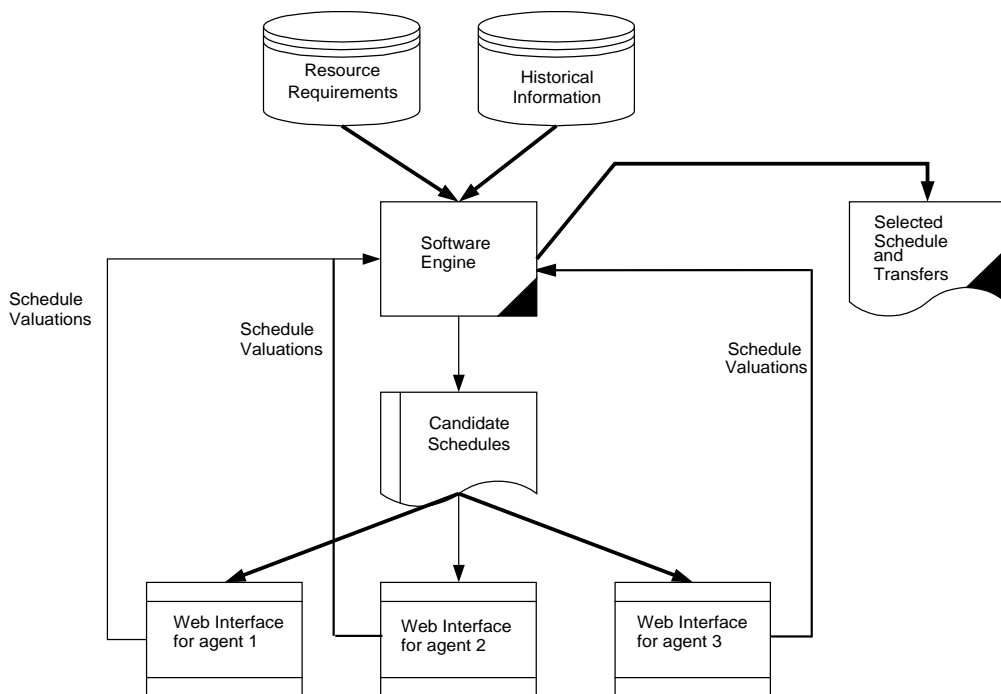 Resource
Requirements
Historical
Information
Software
Engine
Selected
Schedule
and
Transfers
Schedule
Valuations
Schedule
Valuations
Schedule
Valuations
Candidate
Schedules
Web Interface
for agent 1
Web Interface
for agent 2
Web Interface
for agent 3